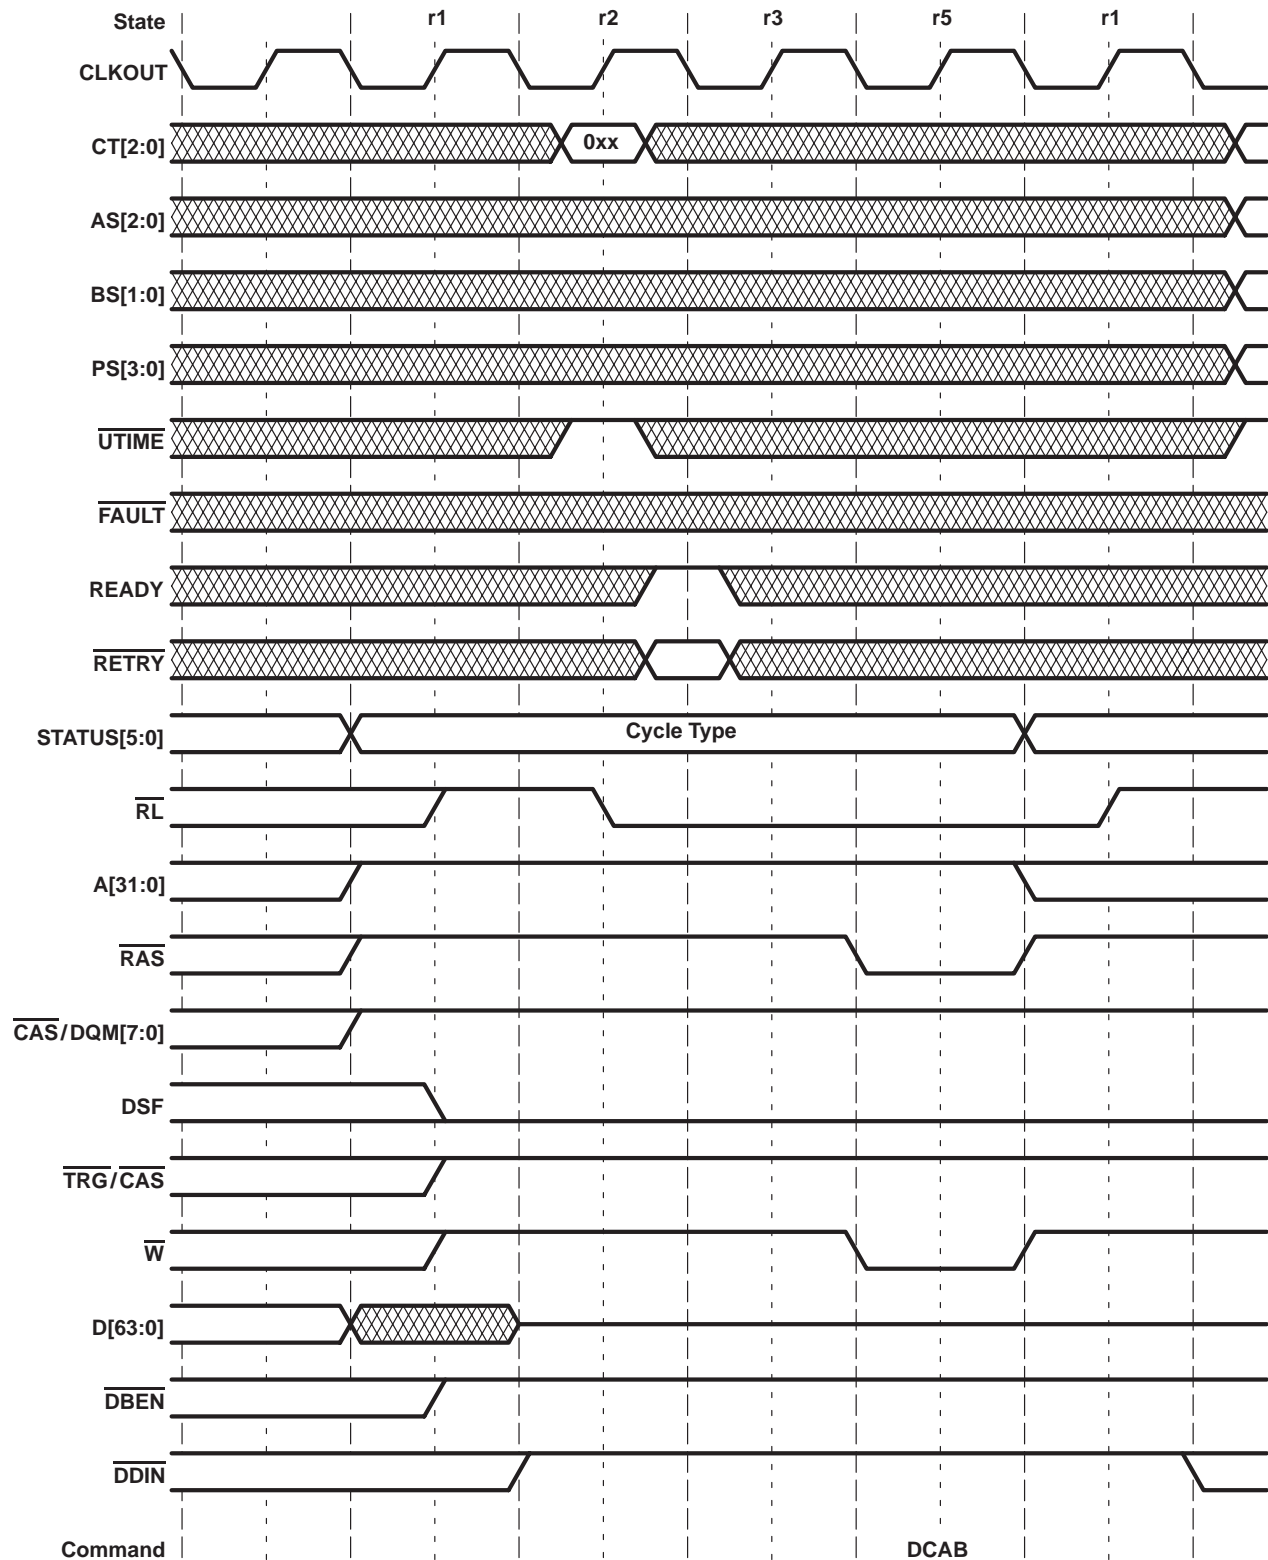 State r1 r2 r3 r5 r1
CLKOUT
CT[2:0] 0xx
AS[2:0]
BS[1:0]
PS[3:0]
UTIME
FAULT
READY
RETRY
STATUS[5:0] Cycle Type
RL
A[31:0]
RAS
CAS/DQM[7:0]
DSF
TRG/CAS
W
D[63:0]
DBEN
DDIN
Command DCAB